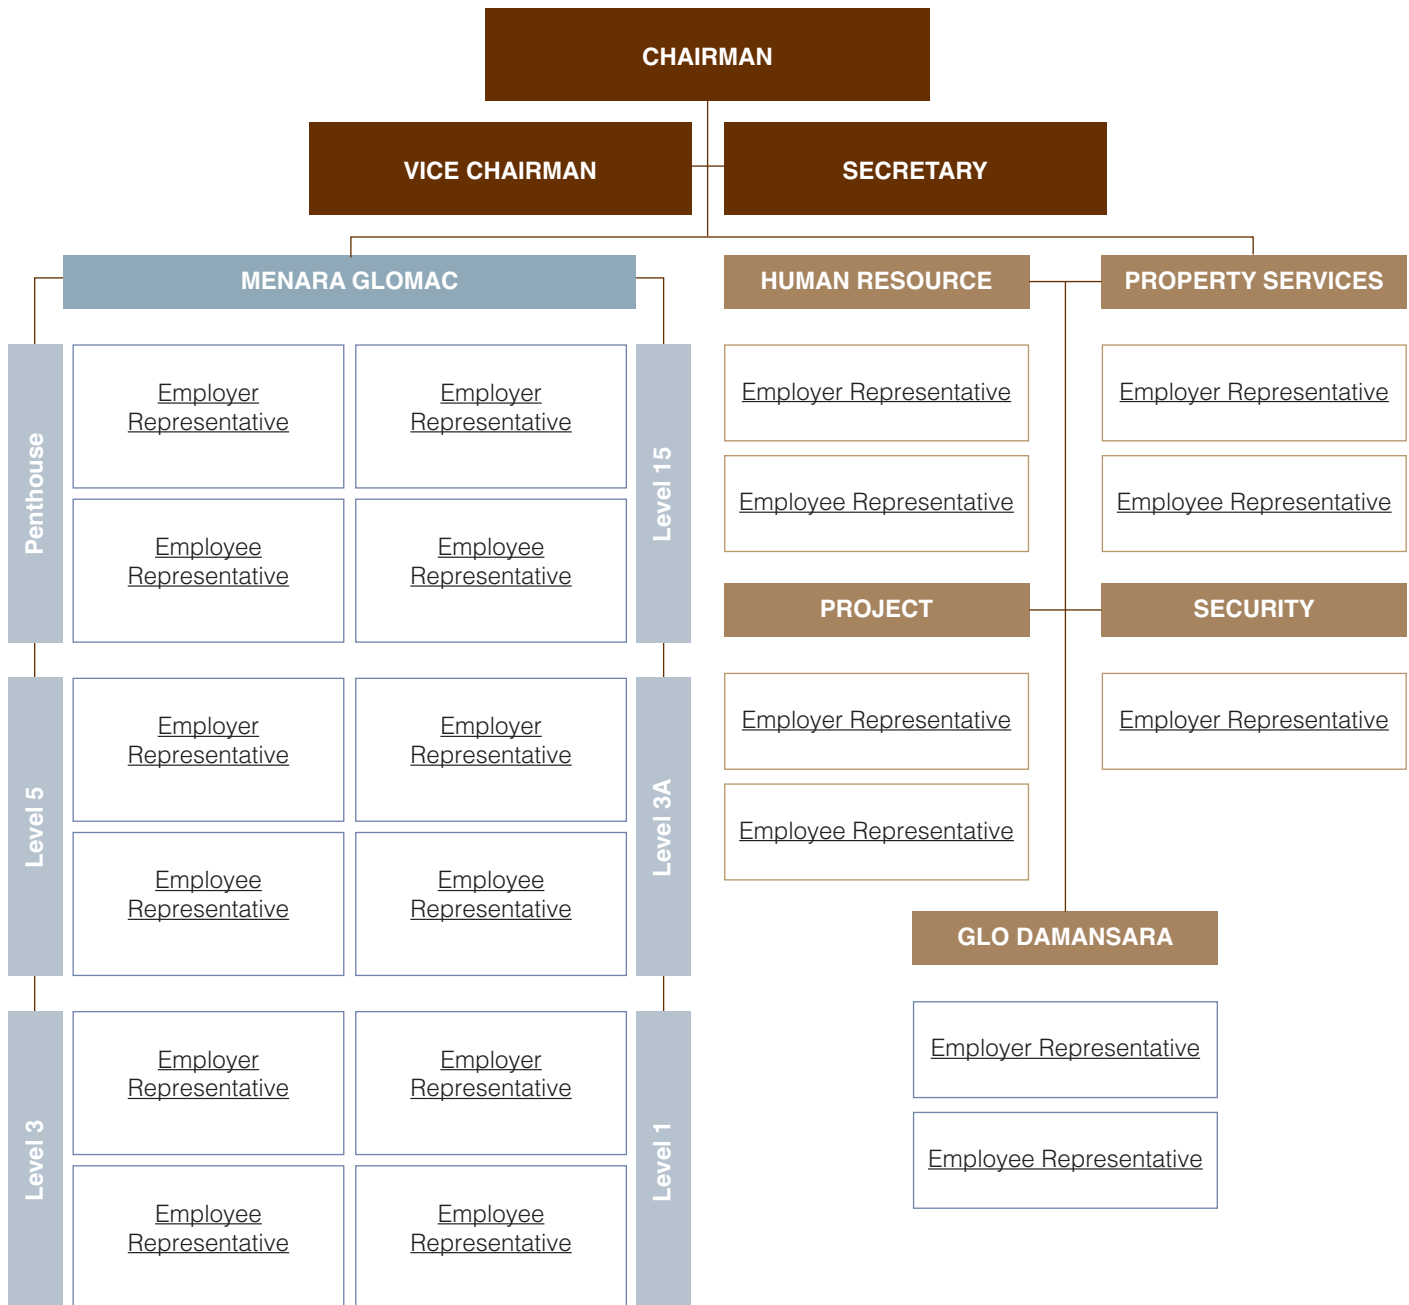 CHAIRMAN
VICE CHAIRMAN
SECRETARY
MENARA GLOMAC
Penthouse
Employer
Representative
Employee
Representative
Employer
Representative
Employee
Representative
Level 15
Level 5
Employer
Representative
Employee
Representative
Employer
Representative
Employee
Representative
Level 3A
Level 3
Employer
Representative
Employee
Representative
Employer
Representative
Employee
Representative
Level 1
HUMAN RESOURCE
Employer Representative
Employee Representative
PROPERTY SERVICES
Employer Representative
Employee Representative
PROJECT
Employer Representative
Employee Representative
SECURITY
Employer Representative
GLO DAMANSARA
Employer Representative
Employee Representative